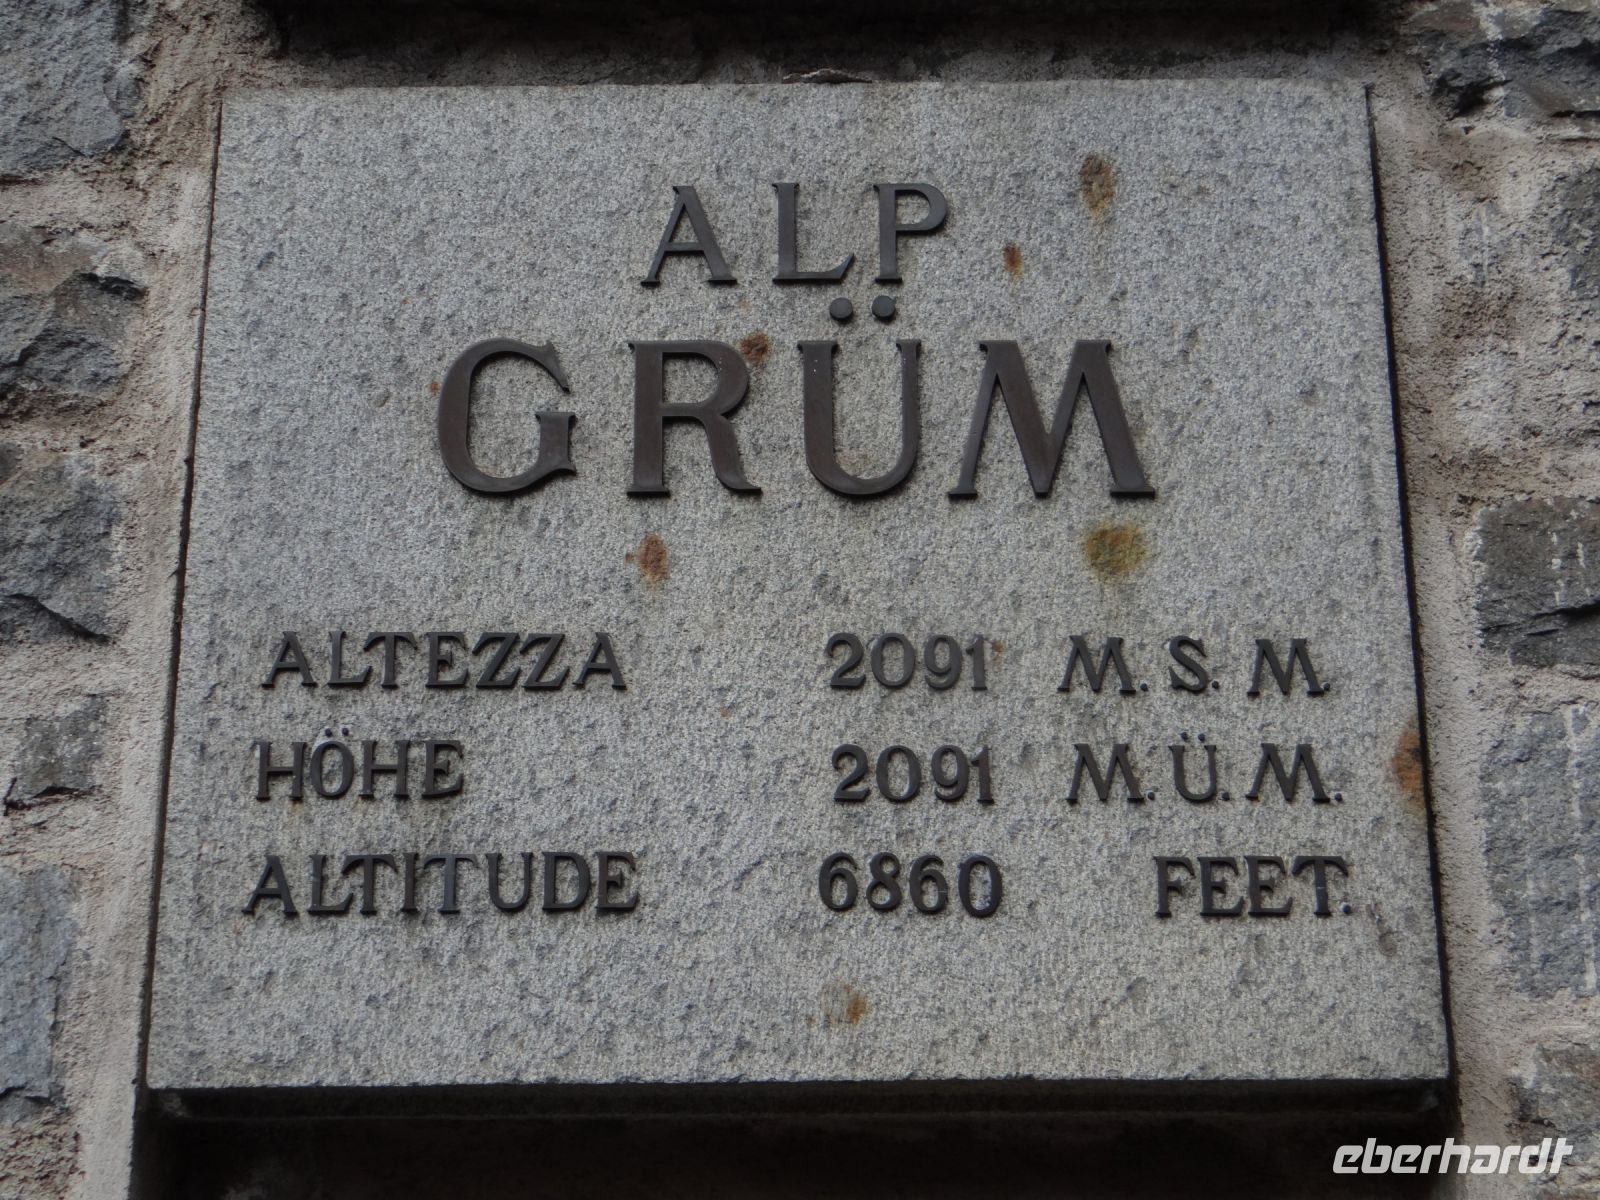 ALP
GRÜM
ALTEZZA 2091 M.S.M.
HÖHE 2091 M.Ü.M.
ALTITUDE 6860 FEET.
eberhardt